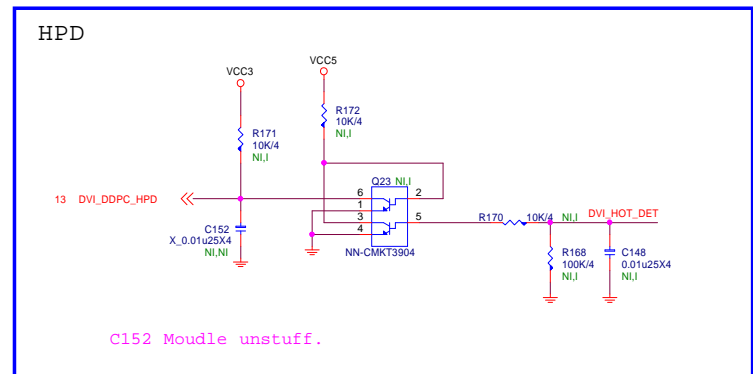 HPD
VCC3
VCC5
R171
10K/4
NI,I
R172
10K/4
NI,I
13 DVI_DDPC_HPD
Q23 NI,I
6
1
3
4
2
5
NN-CMKT3904
C152
X_0.01u25X4
NI,NI
R170 10K/4 NI,I
DVI_HOT_DET
R168
100K/4
NI,I
C148
0.01u25X4
NI,I
C152 Moudle unstuff.